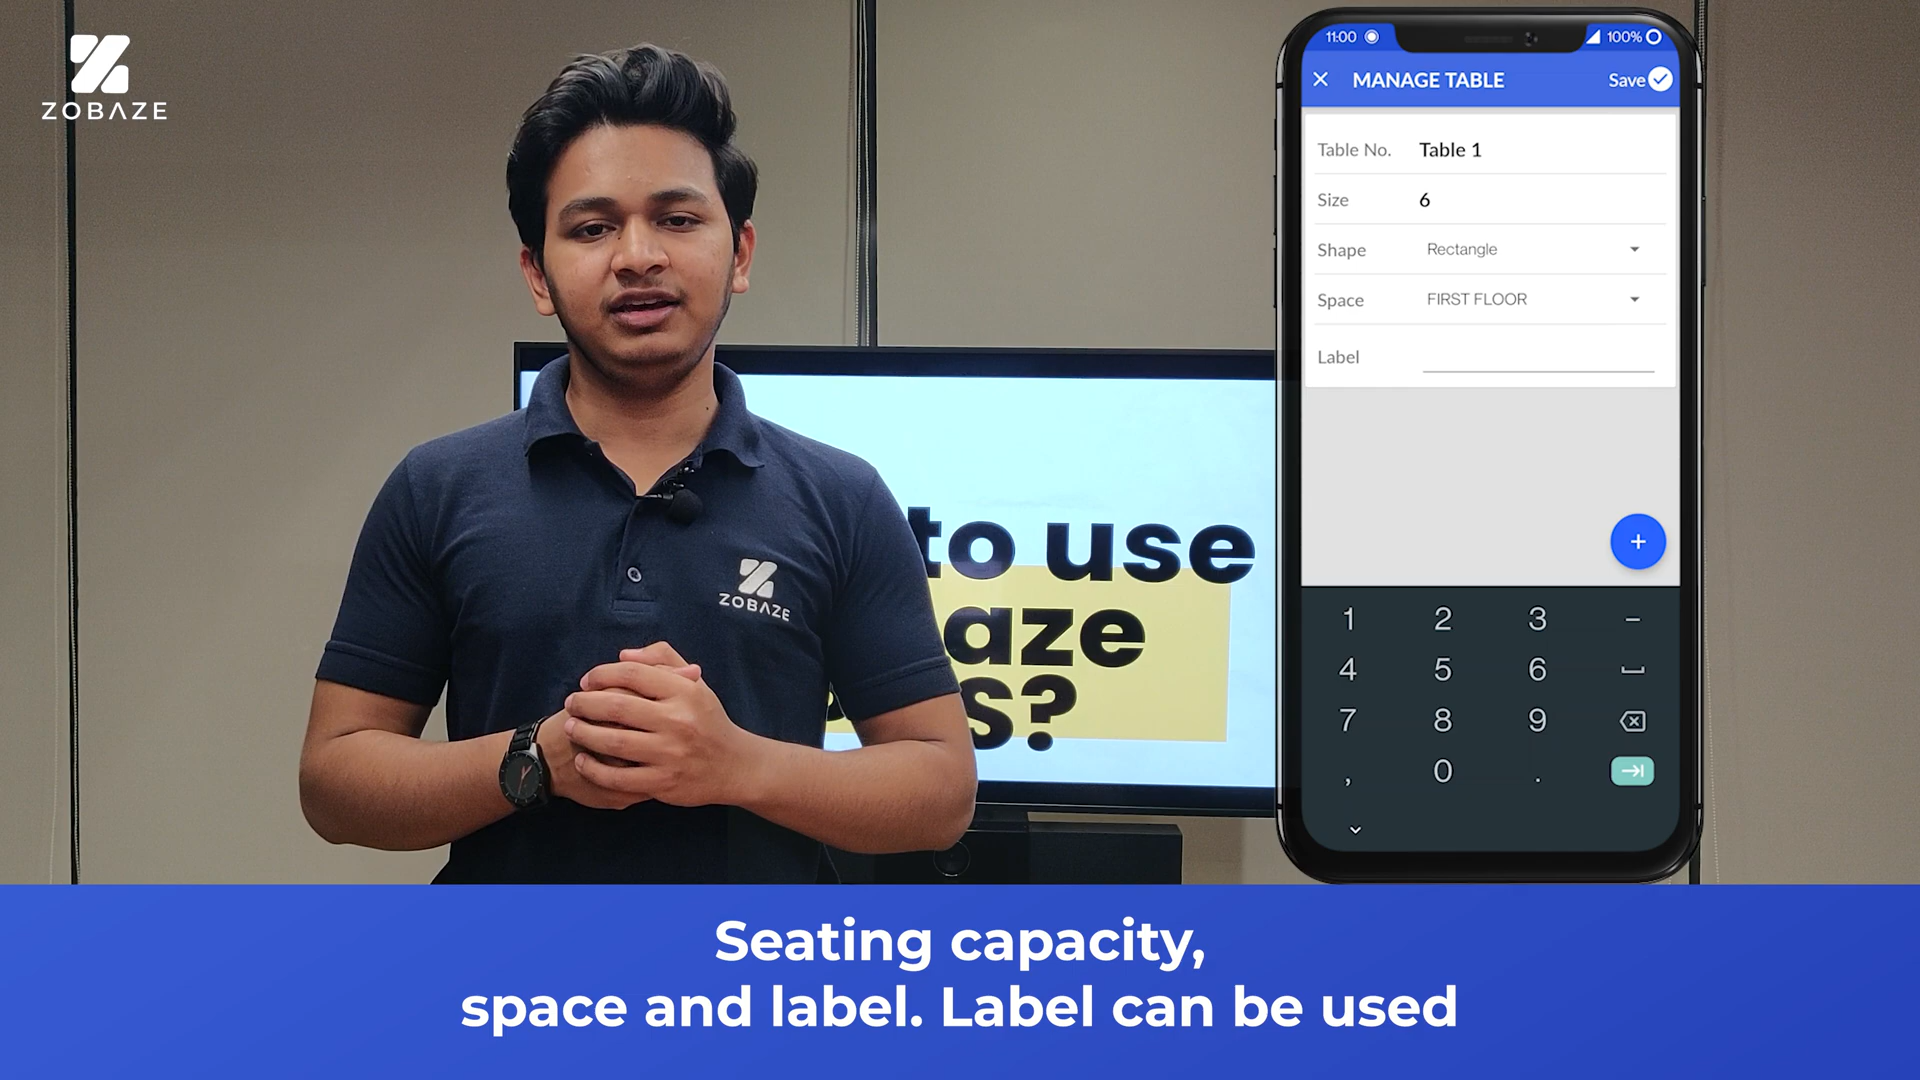 ZOBAZE
11:00
100%
MANAGE TABLE
Save
Table No. Table 1
Size 6
Shape Rectangle
Space FIRST FLOOR
Label
+
1 2 3 –
4 5 6
7 8 9
, 0 .
to use
aze
S?
ZOBAZE
Seating capacity,
space and label. Label can be used